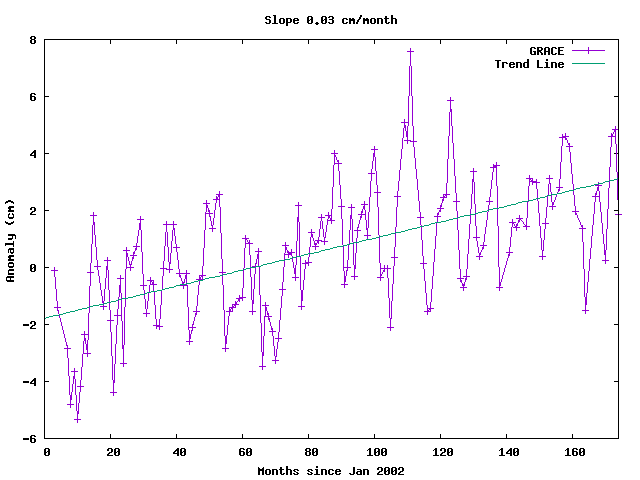 Slope 0.03 cm/month
GRACE
Trend Line
8
6
4
2
0
-2
-4
-6
Anomaly (cm)
0 20 40 60 80 100 120 140 160
Months since Jan 2002